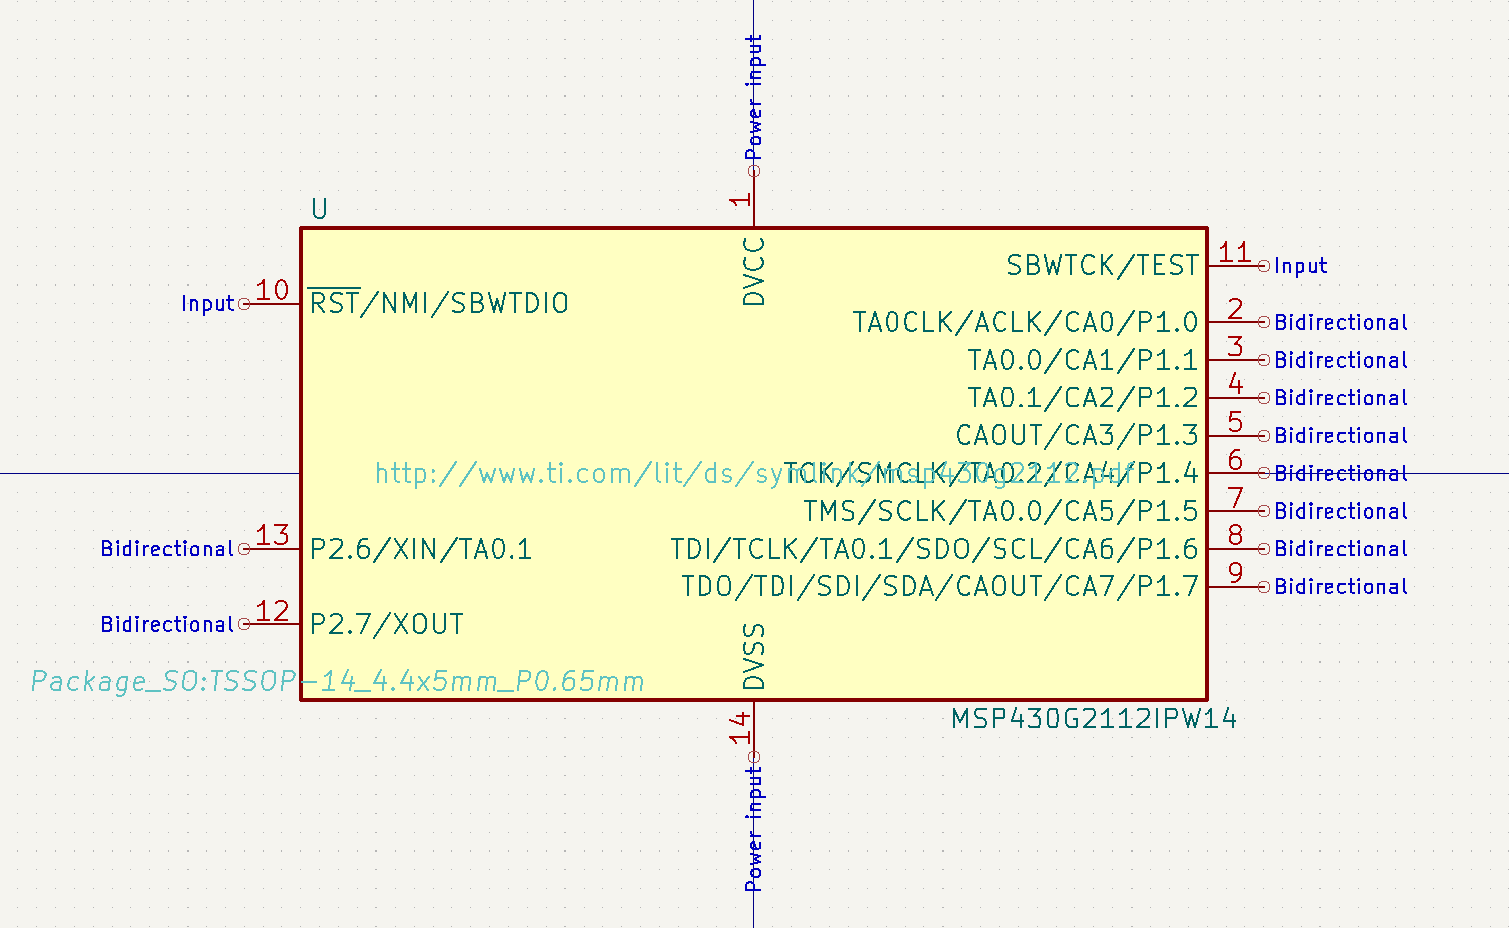 Power input
1
U
DVCC
SBWTCK/TEST 11 Input
Input 10 RST/NMI/SBWTDIO
TA0CLK/ACLK/CA0/P1.0 2 Bidirectional
TA0.0/CA1/P1.1 3 Bidirectional
TA0.1/CA2/P1.2 4 Bidirectional
CAOUT/CA3/P1.3 5 Bidirectional
http://www.ti.com/lit/ds/symlink/msp430g2112.pdf
TCK/SMCLK/TA0.2/CA4/P1.4 6 Bidirectional
TMS/SCLK/TA0.0/CA5/P1.5 7 Bidirectional
Bidirectional 13 P2.6/XIN/TA0.1
TDI/TCLK/TA0.1/SDO/SCL/CA6/P1.6 8 Bidirectional
TDO/TDI/SDI/SDA/CAOUT/CA7/P1.7 9 Bidirectional
Bidirectional 12 P2.7/XOUT
DVSS
Package_SO:TSSOP-14_4.4x5mm_P0.65mm
MSP430G2112IPW14
14
Power input